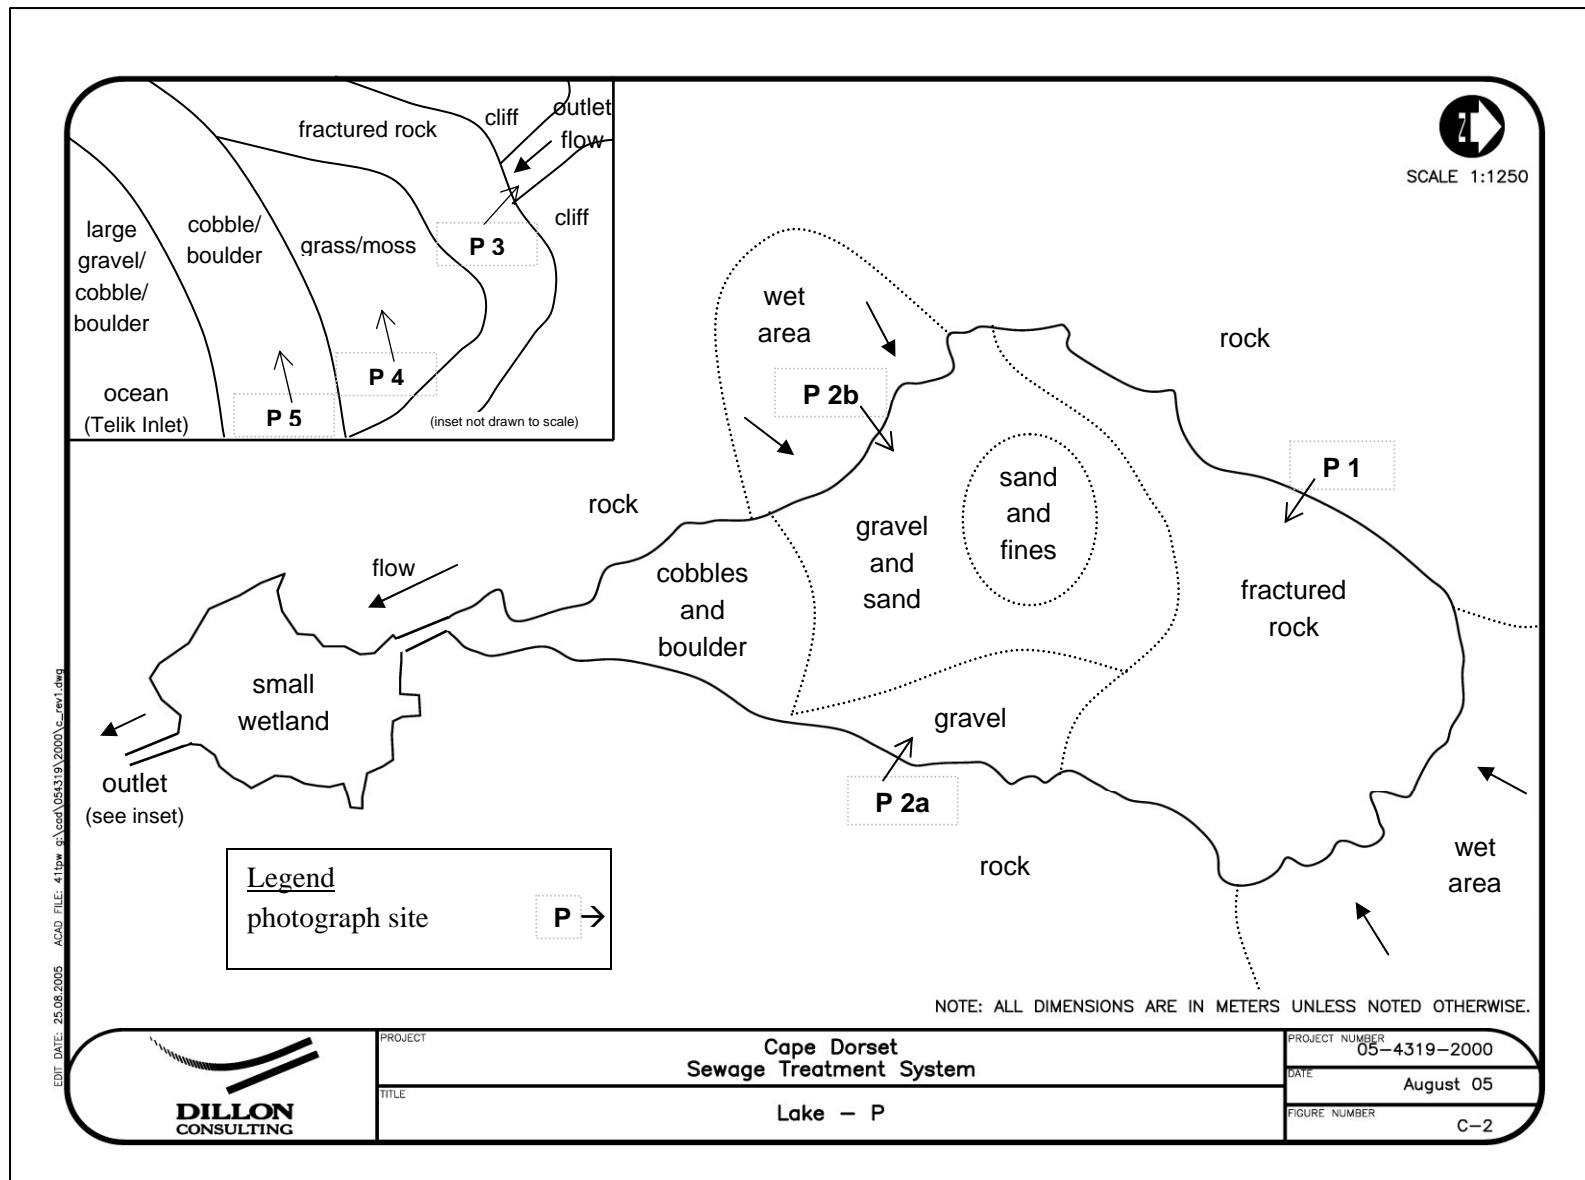 fractured rock
cliff
outlet
flow
cliff
large
gravel/
cobble/
boulder
cobble/
boulder
grass/moss
P 3
P 4
P 5
ocean
(Telik Inlet)
(inset not drawn to scale)
N
SCALE 1:1250
wet
area
rock
P 2b
P 1
rock
sand
and
fines
gravel
and
sand
flow
cobbles
and
boulder
fractured
rock
small
wetland
gravel
outlet
(see inset)
P 2a
rock
wet
area
Legend
photograph site P
NOTE: ALL DIMENSIONS ARE IN METERS UNLESS NOTED OTHERWISE.
EDIT DATE: 25.08.2005 ACAD FILE: 41tpw g:\cad\054319\2000\c_rev1.dwg
DILLON
CONSULTING
PROJECT
Cape Dorset
Sewage Treatment System
TITLE
Lake - P
PROJECT NUMBER
05-4319-2000
DATE
August 05
FIGURE NUMBER
C-2